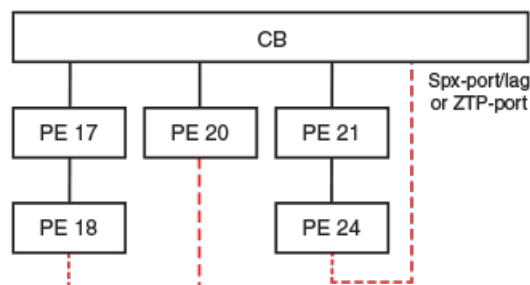 CB
Spx-port/lag
or ZTP-port
PE 17
PE 20
PE 21
PE 18
PE 24